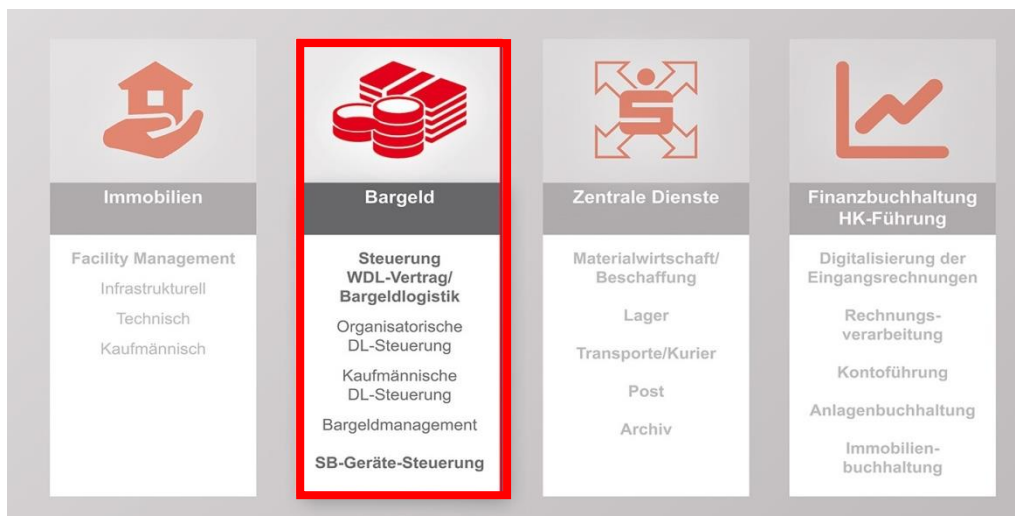 Immobilien
Facility Management
Infrastrukturell
Technisch
Kaufmännisch
Bargeld
Steuerung
WDL-Vertrag/
Bargeldlogistik
Organisatorische
DL-Steuerung
Kaufmännische
DL-Steuerung
Bargeldmanagement
SB-Geräte-Steuerung
Zentrale Dienste
Materialwirtschaft/
Beschaffung
Lager
Transporte/Kurier
Post
Archiv
Finanzbuchhaltung
HK-Führung
Digitalisierung der
Eingangsrechnungen
Rechnungs-
verarbeitung
Kontoführung
Anlagenbuchhaltung
Immobilien-
buchhaltung